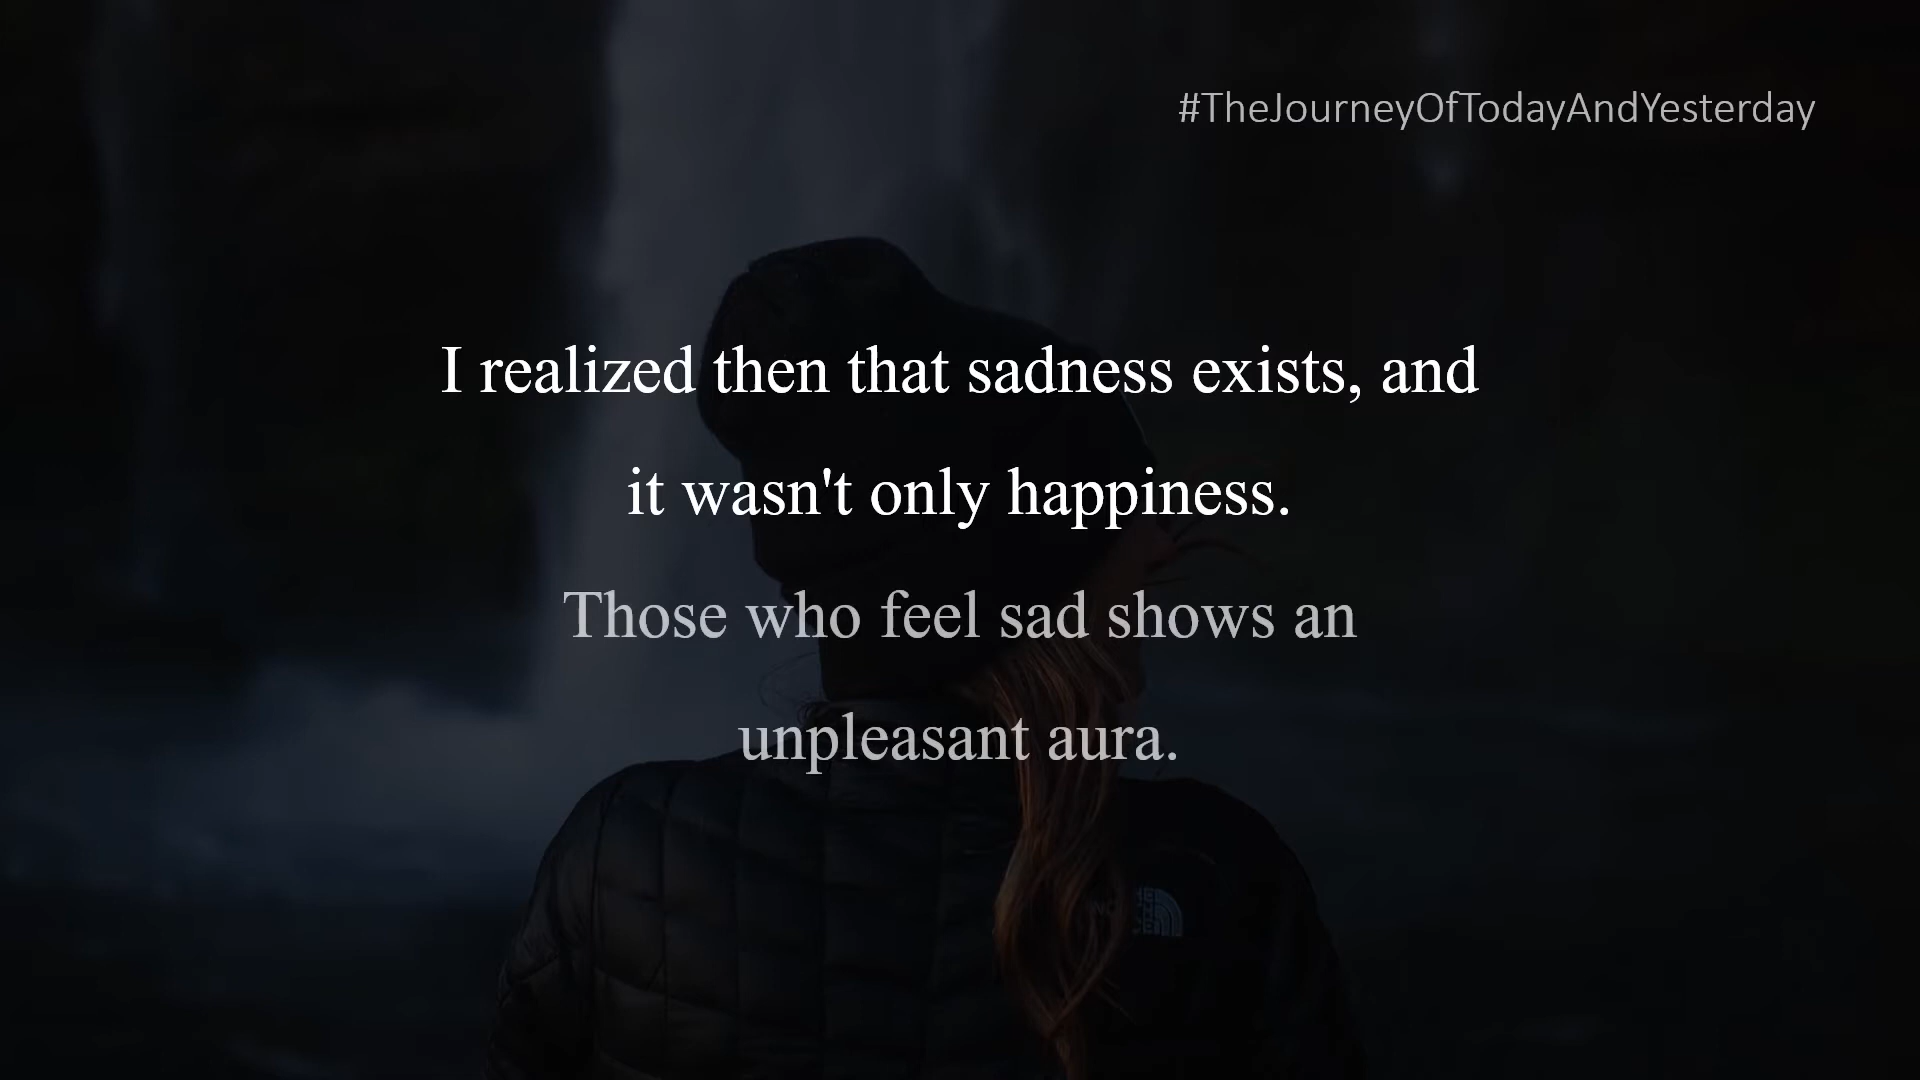 #TheJourneyOfTodayAndYesterday
I realized then that sadness exists, and
it wasn't only happiness.
Those who feel sad shows an
unpleasant aura.